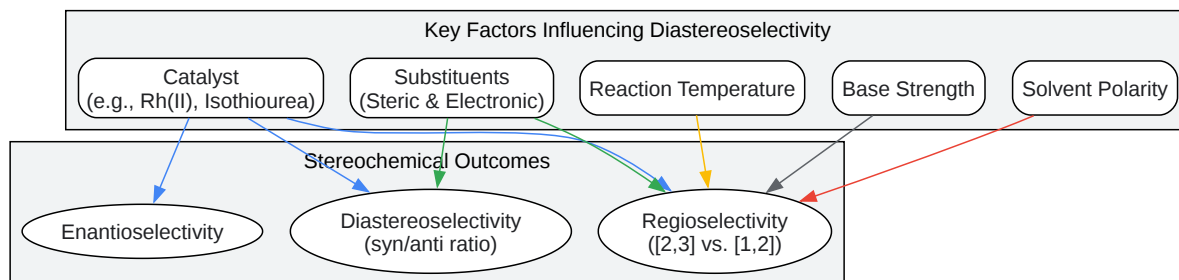 Key Factors Influencing Diastereoselectivity
Catalyst
(e.g., Rh(II), Isothiourea)
Substituents
(Steric & Electronic)
Reaction Temperature
Base Strength
Solvent Polarity
Stereochemical Outcomes
Enantioselectivity
Diastereoselectivity
(syn/anti ratio)
Regioselectivity
([2,3] vs. [1,2])